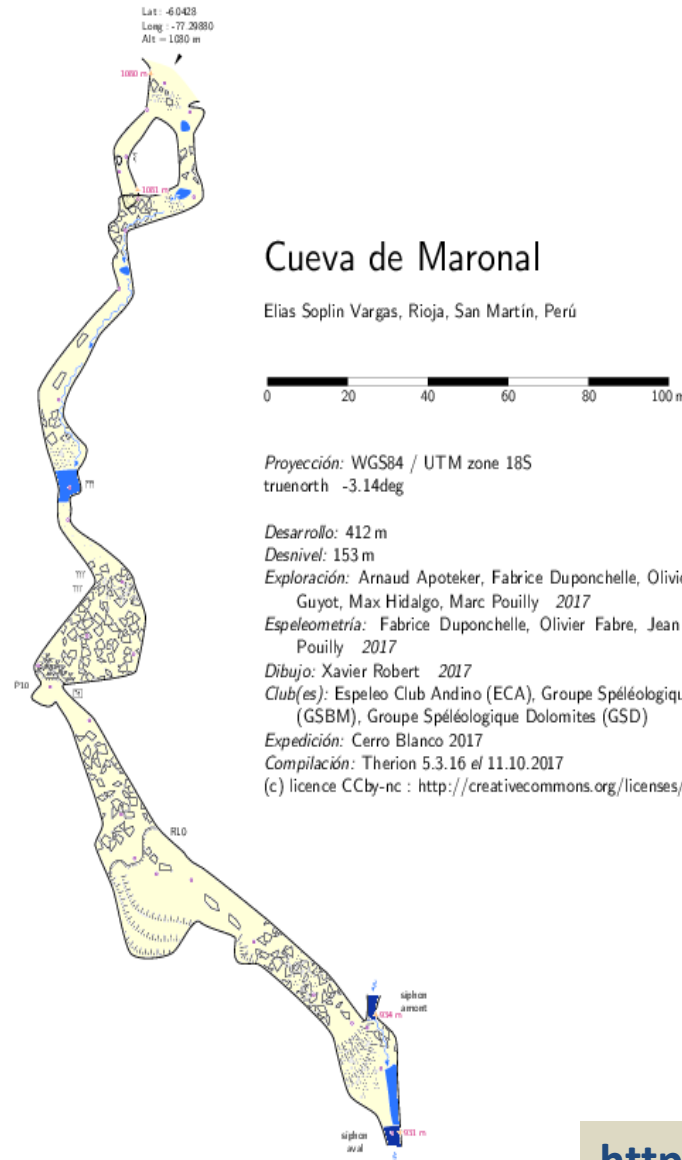 Lat : -6.0428
Long : -77.29880
Alt = 1080 m
1080 m
1081 m
Cueva de Maronal
Elias Soplin Vargas, Rioja, San Martín, Perú
0 20 40 60 80 100 m
Proyección: WGS84 / UTM zone 18S
truenorth -3.14deg
Desarrollo: 412 m
Desnivel: 153 m
Exploración: Arnaud Apoteker, Fabrice Duponchelle,
Guyot, Max Hidalgo, Marc Pouilly 2017
Espeleometría: Fabrice Duponchelle, Olivier Fabre, Jean
Pouilly 2017
Dibujo: Xavier Robert 2017
Club(es): Espeleo Club Andino (ECA), Groupe
(GSBM), Groupe Spéléologique Dolomites (GSD)
Expedición: Cerro Blanco 2017
Compilación: Therion 5.3.16 el 11.10.2017
(c) licence CCby-nc : http://creativecommons.org/licenses/
P10
R10
siphon
amont
934 m
931 m
siphon
aval
http